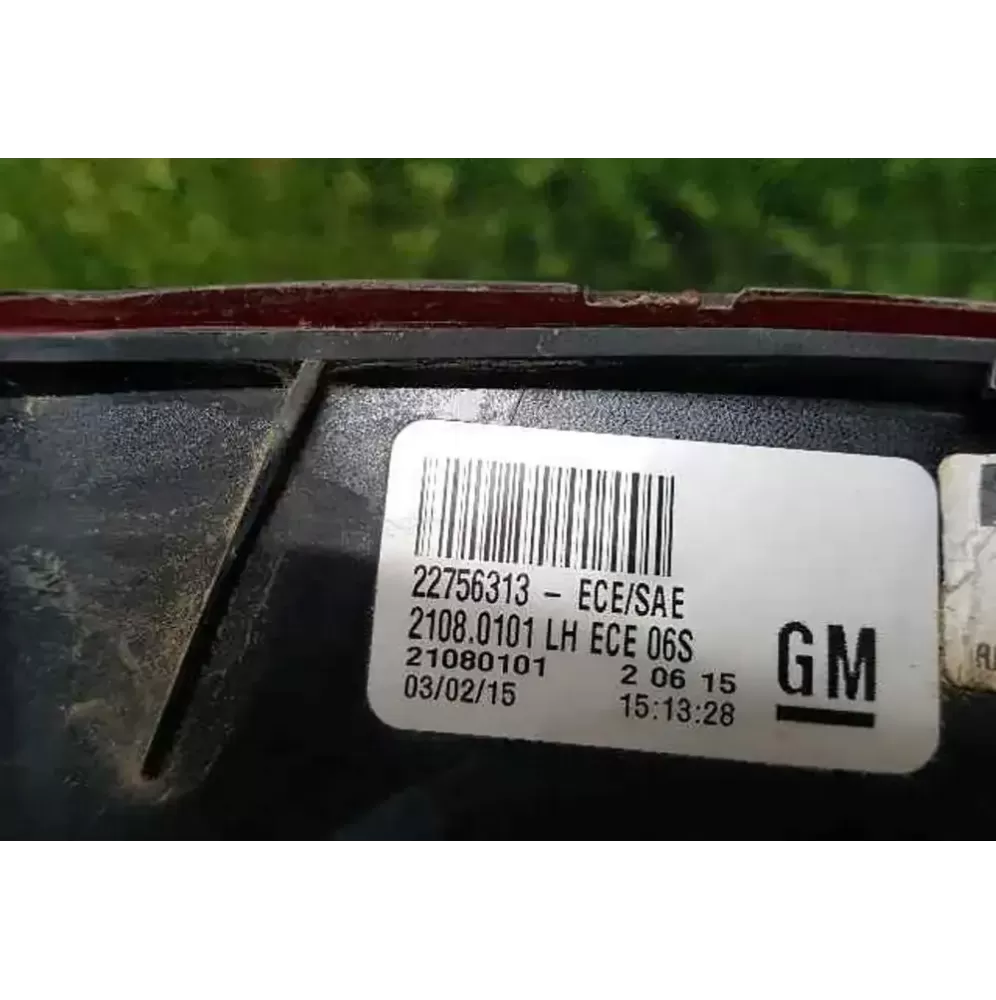 22756313 - ECE/SAE
2108.0101 LH ECE 06S
21080101 2 06 15
03/02/15 15:13:28
GM